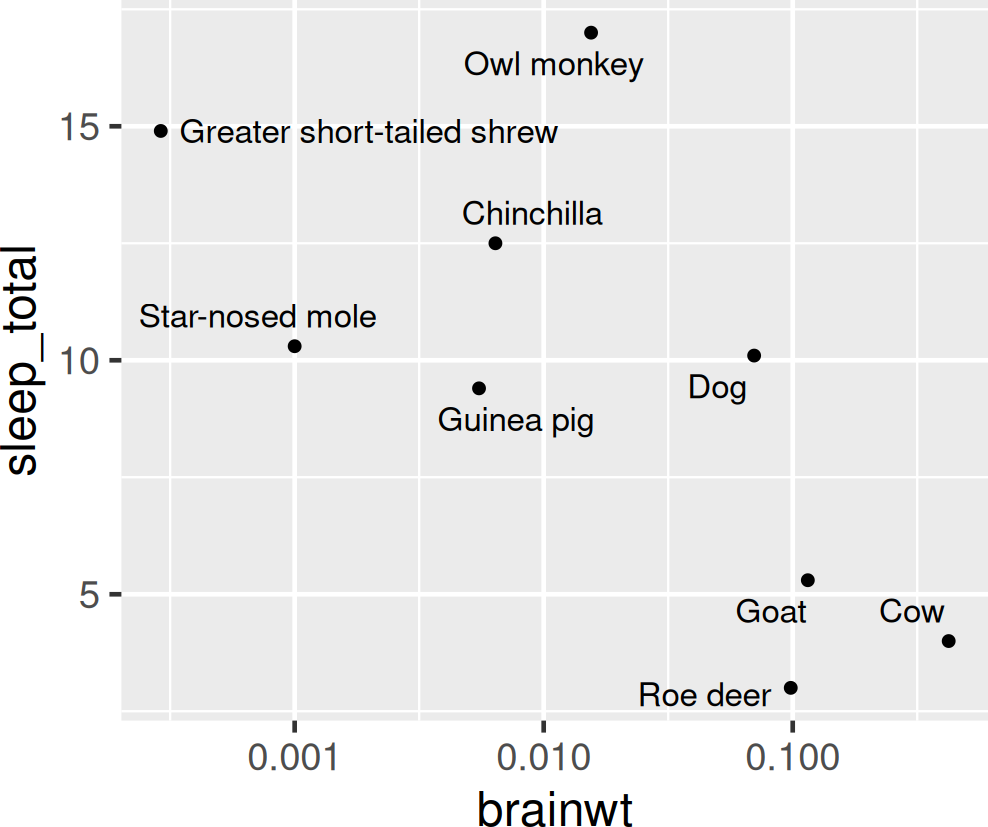 Owl monkey
15
Greater short-tailed shrew
Chinchilla
Star-nosed mole
10
Dog
Guinea pig
sleep_total
5
Goat
Cow
Roe deer
0.001
0.010
0.100
brainwt